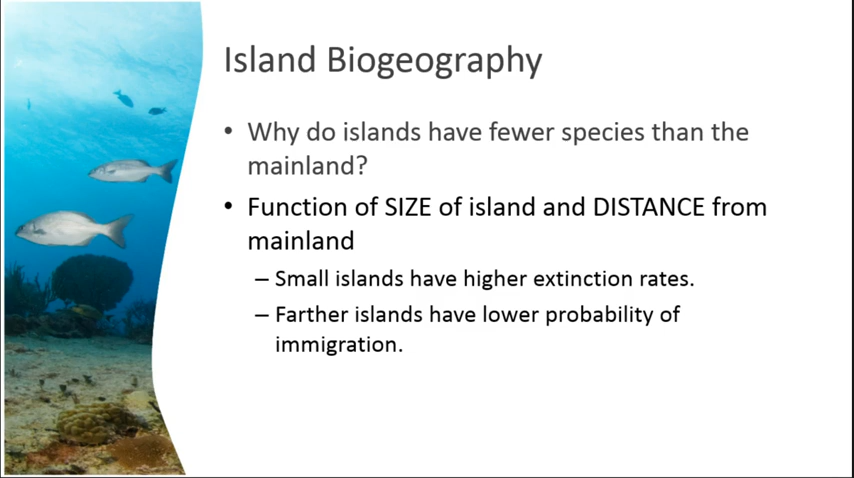 Island Biogeography
• Why do islands have fewer species than the
mainland?
• Function of SIZE of island and DISTANCE from
mainland
– Small islands have higher extinction rates.
– Farther islands have lower probability of
immigration.